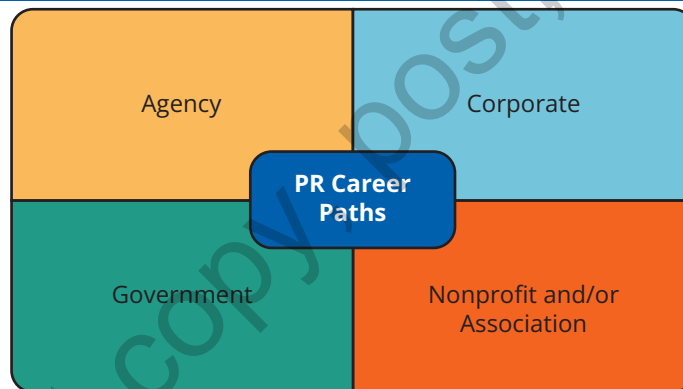 Agency
Corporate
PR Career
Paths
Government
Nonprofit and/or
Association
copy
post,